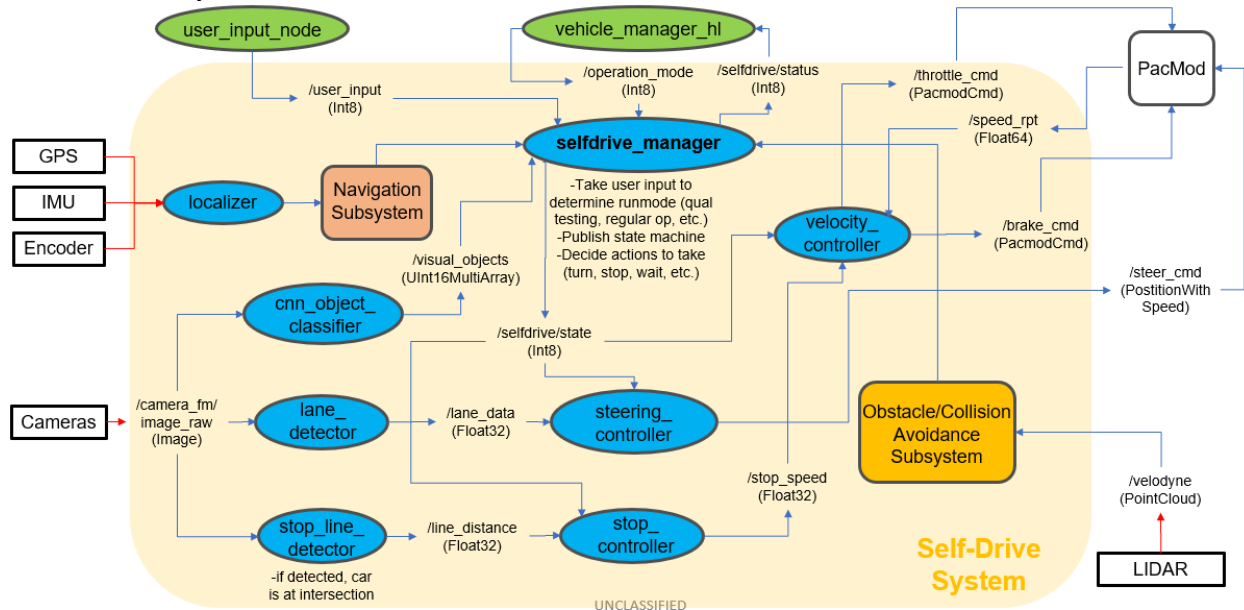 user_input_node
vehicle_manager_hl
/user_input
(Int8)
/operation_mode
(Int8)
/selfdrive/status
(Int8)
/throttle_cmd
(PacmodCmd)
PacMod
/speed_rpt
(Float64)
selfdrive_manager
GPS
IMU
Encoder
localizer
Navigation
Subsystem
-Take user input to
determine runmode (qual
testing, regular op, etc.)
-Publish state machine
-Decide actions to take
(turn, stop, wait, etc.)
velocity_
controller
/brake_cmd
(PacmodCmd)
/visual_objects
(UInt16MultiArray)
/steer_cmd
(PostitionWith
Speed)
cnn_object_
classifier
/selfdrive/state
(Int8)
Cameras
/camera_fm/
image_raw
(Image)
lane_
detector
/lane_data
(Float32)
steering_
controller
Obstacle/Collision
Avoidance
Subsystem
/stop_speed
(Float32)
/velodyne
(PointCloud)
stop_line_
detector
/line_distance
(Float32)
stop_
controller
-if detected, car
is at intersection
Self-Drive
System
LIDAR
UNCLASSIFIED